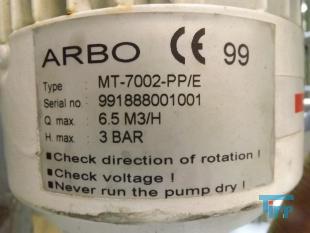 ARBO CE 99
Type : MT-7002-PP/E
Serial no : 991888001001
Q max : 6.5 M3/H
H. max : 3 BAR
■Check direction of rotation !
■Check voltage !
■Never run the pump dry !